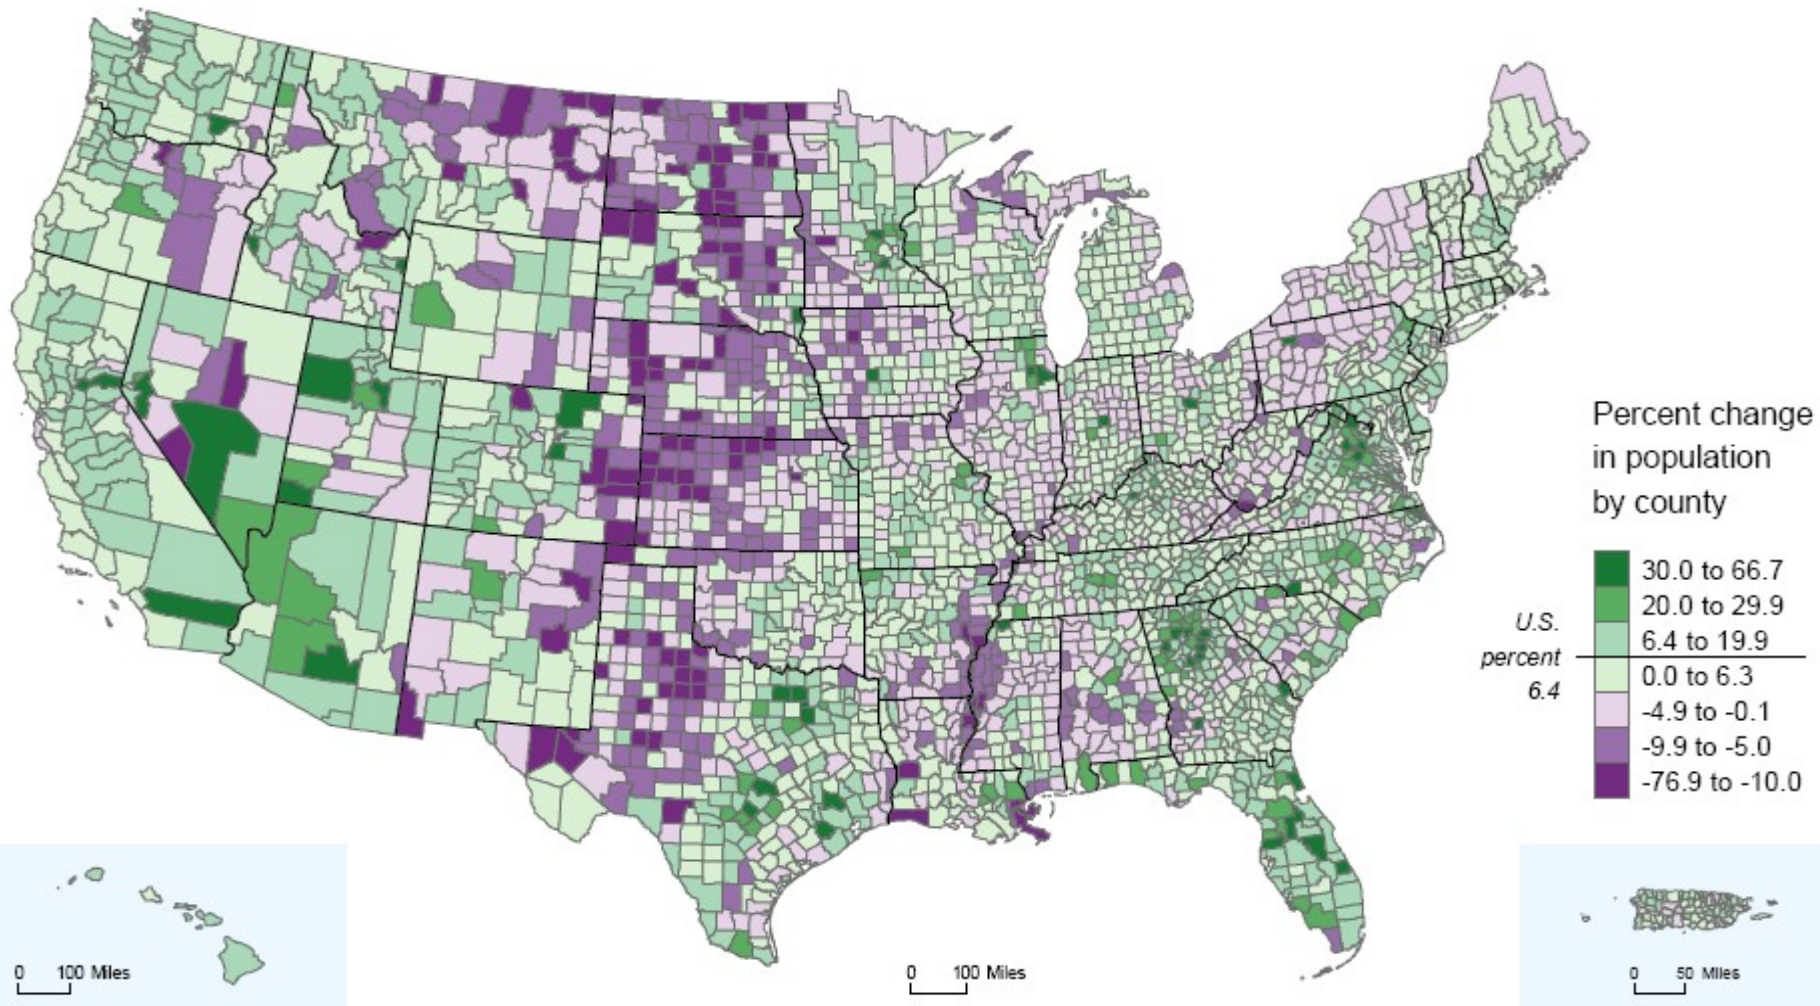 Percent change
in population
by county
30.0 to 66.7
20.0 to 29.9
6.4 to 19.9
0.0 to 6.3
-4.9 to -0.1
-9.9 to -5.0
-76.9 to -10.0
U.S.
percent
6.4
0 100 Miles
0 100 Miles
0 50 Miles